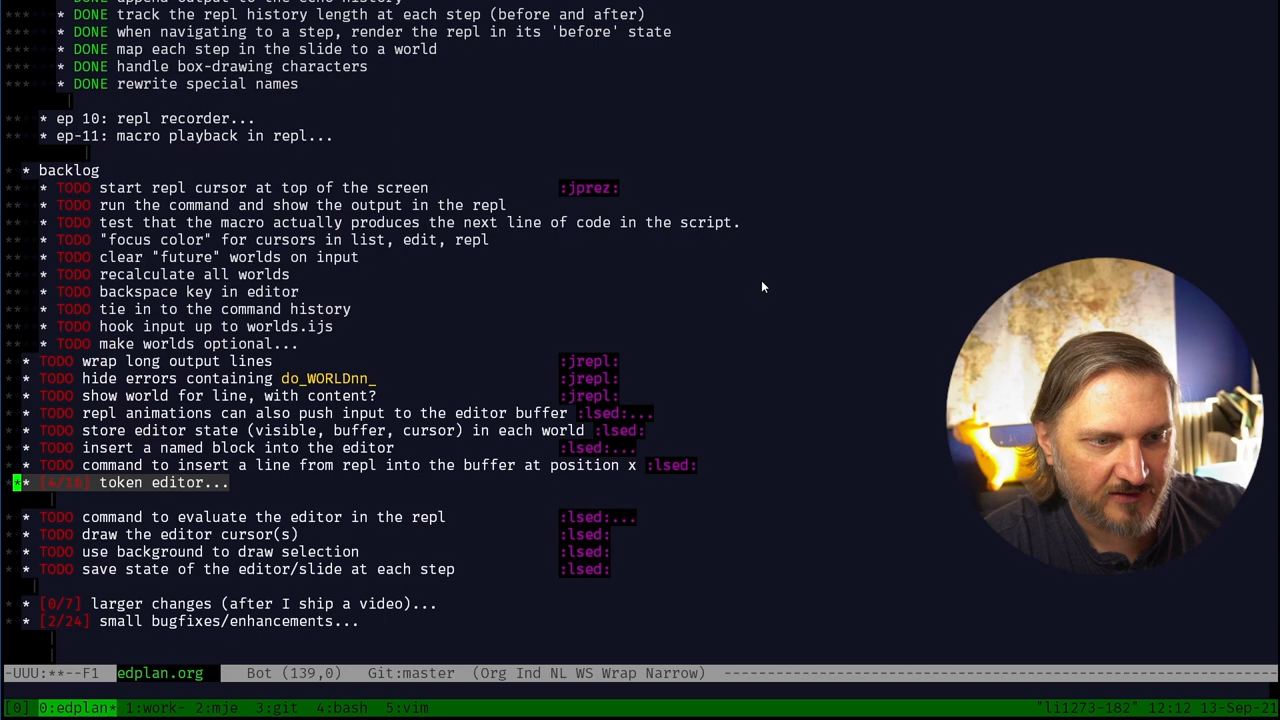 * DONE append output to the echo history
* DONE track the repl history length at each step (before and after)
* DONE when navigating to a step, render the repl in its 'before' state
* DONE map each step in the slide to a world
* DONE handle box-drawing characters
* DONE rewrite special names
* ep 10: repl recorder...
* ep-11: macro playback in repl...
* backlog
* TODO start repl cursor at top of the screen :jprez:
* TODO run the command and show the output in the repl
* TODO test that the macro actually produces the next line of code in the script.
* TODO "focus color" for cursors in list, edit, repl
* TODO clear "future" worlds on input
* TODO recalculate all worlds
* TODO backspace key in editor
* TODO tie in to the command history
* TODO hook input up to worlds.ijs
* TODO make worlds optional...
* TODO wrap long output lines :jrepl:
* TODO hide errors containing do_WORLDnn_ :jrepl:
* TODO show world for line, with content? :jrepl:
* TODO repl animations can also push input to the editor buffer :lsed:...
* TODO store editor state (visible, buffer, cursor) in each world :lsed:
* TODO insert a named block into the editor :lsed:...
* TODO command to insert a line from repl into the buffer at position x :lsed:
* [4/16] token editor...
* TODO command to evaluate the editor in the repl :lsed:...
* TODO draw the editor cursor(s) :lsed:
* TODO use background to draw selection :lsed:
* TODO save state of the editor/slide at each step :lsed:
* [0/7] larger changes (after I ship a video)...
* [2/24] small bugfixes/enhancements...
-UUU:**--F1 edplan.org Bot (139,0) Git:master (Org Ind NL WS Wrap Narrow)
[0] 0:edplan* 1:work- 2:mje 3:git 4:bash 5:vim "li1273-182" 12:12 13-Sep-21